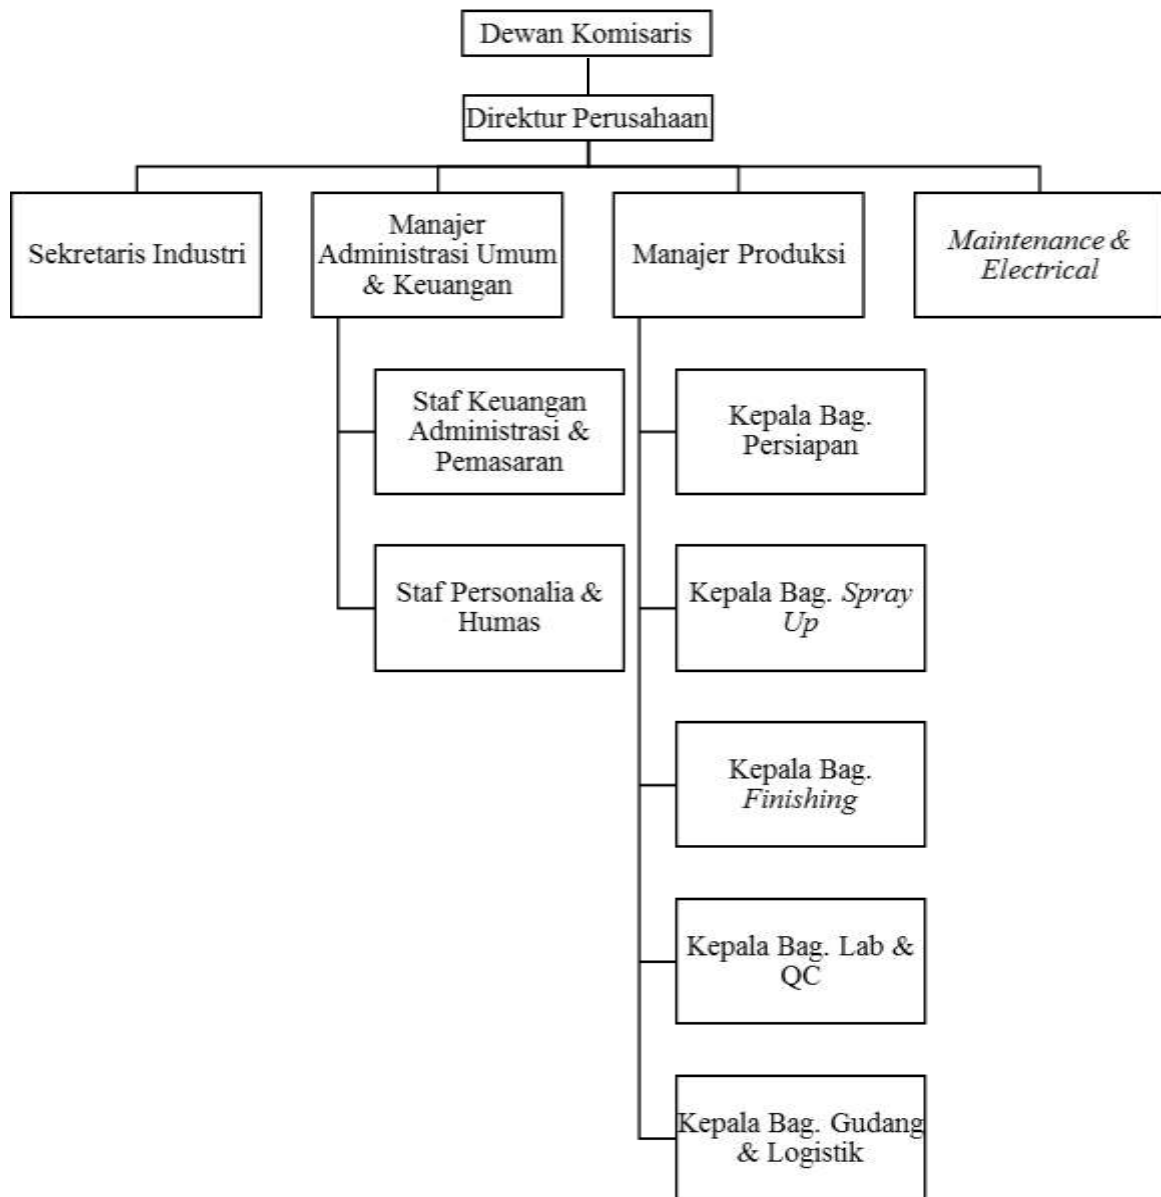 Dewan Komisaris
Direktur Perusahaan
Sekretaris Industri
Manajer
Administrasi Umum
& Keuangan
Manajer Produksi
Maintenance &
Electrical
Staf Keuangan
Administrasi &
Pemasaran
Staf Personalia &
Humas
Kepala Bag.
Persiapan
Kepala Bag. Spray
Up
Kepala Bag.
Finishing
Kepala Bag. Lab &
QC
Kepala Bag. Gudang
& Logistik